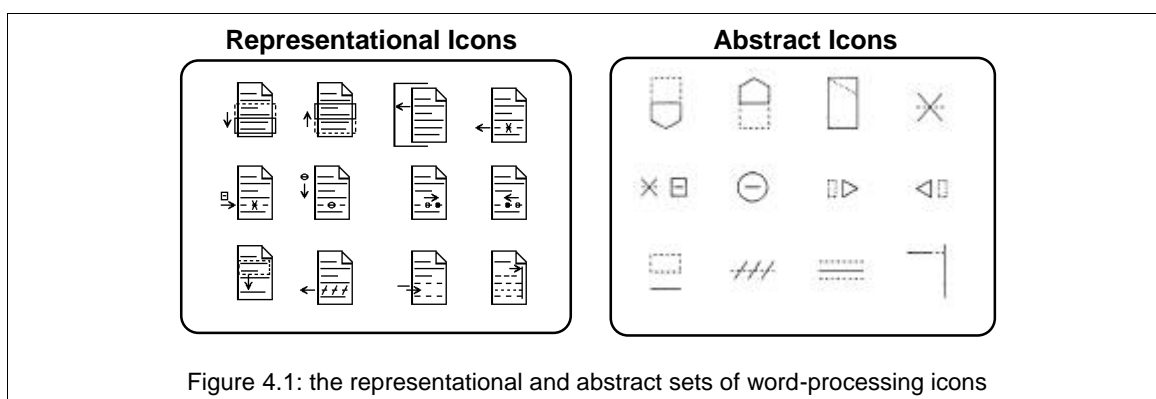 Representational Icons Abstract Icons
Figure 4.1: the representational and abstract sets of word-processing icons